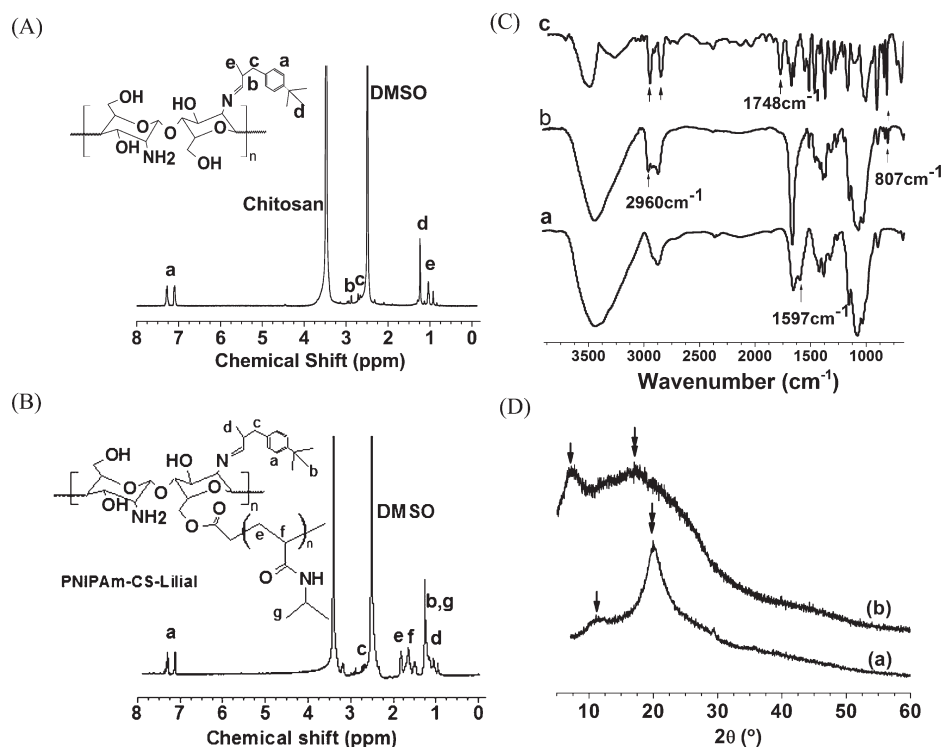 (A)
e c a
b
N
d
OH
HO
O
O
O
OH
NH2
OH
n
DMSO
Chitosan
a
b
c
d
e
8 7 6 5 4 3 2 1 0
Chemical Shift (ppm)
(B)
d c
a
b
N
OH
HO
O
O
O
OH
NH2
n
O
O
e f
n
O
NH
g
PNIPAm-CS-Lilial
DMSO
a
c
e f
b,g
d
8 7 6 5 4 3 2 1 0
Chemical shift (ppm)
(C)
c
1748cm-1
b
2960cm-1
807cm-1
a
1597cm-1
3500 3000 2500 2000 1500 1000
Wavenumber (cm-1)
(D)
(b)
(a)
10 20 30 40 50 60
2θ (°)